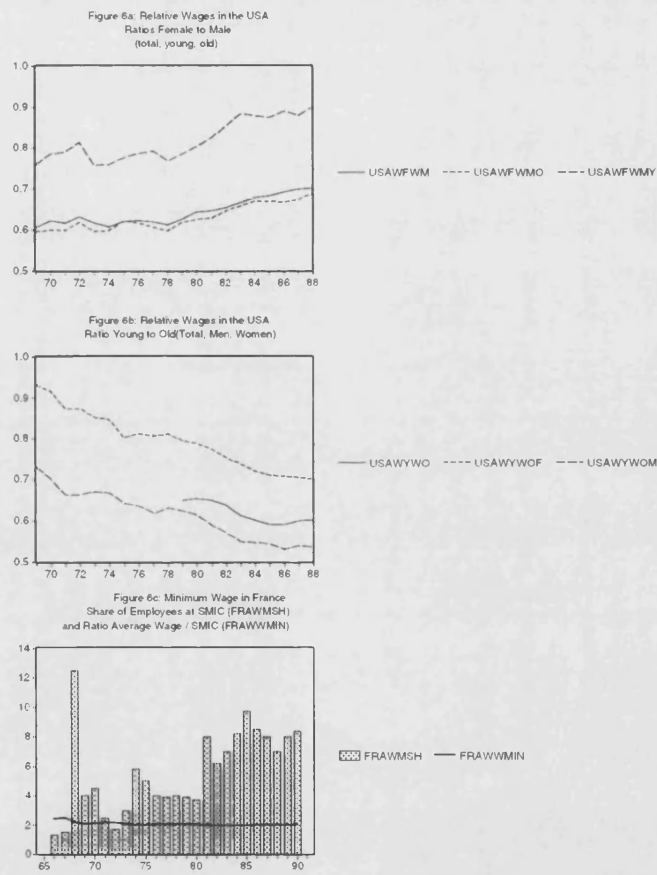 Figure 6a: Relative Wages in the USA
Ratios Female to Male
(total, young, old)
1.0
0.9
0.8
0.7
0.6
0.5
70 72 74 76 78 80 82 84 86 88
USAWFWM USAWFWMO USAWFWMY
Figure 6b: Relative Wages in the USA
Ratio Young to Old(Total, Men, Women)
1.0
0.9
0.8
0.7
0.6
0.5
70 72 74 76 78 80 82 84 86 88
USAWYWO USAWYWOF USAWYWOM
Figure 6c: Minimum Wage in France
Share of Employees at SMIC (FRAWMSH)
and Ratio Average Wage / SMIC (FRAWWMIN)
14
12
10
8
6
4
2
0
65 70 75 80 85 90
FRAWMSH FRAWWMIN